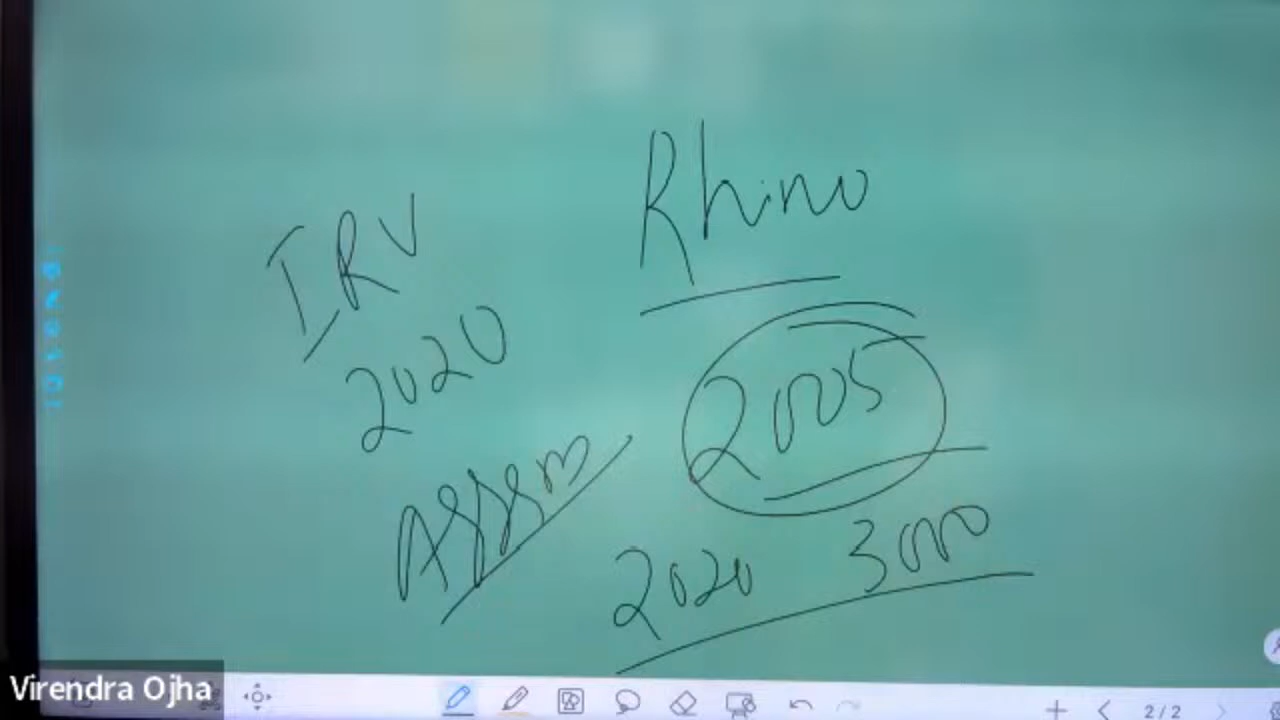 Rhino
IRV
2020
2005
Assam
2020 3000
Virendra Ojha
2/2